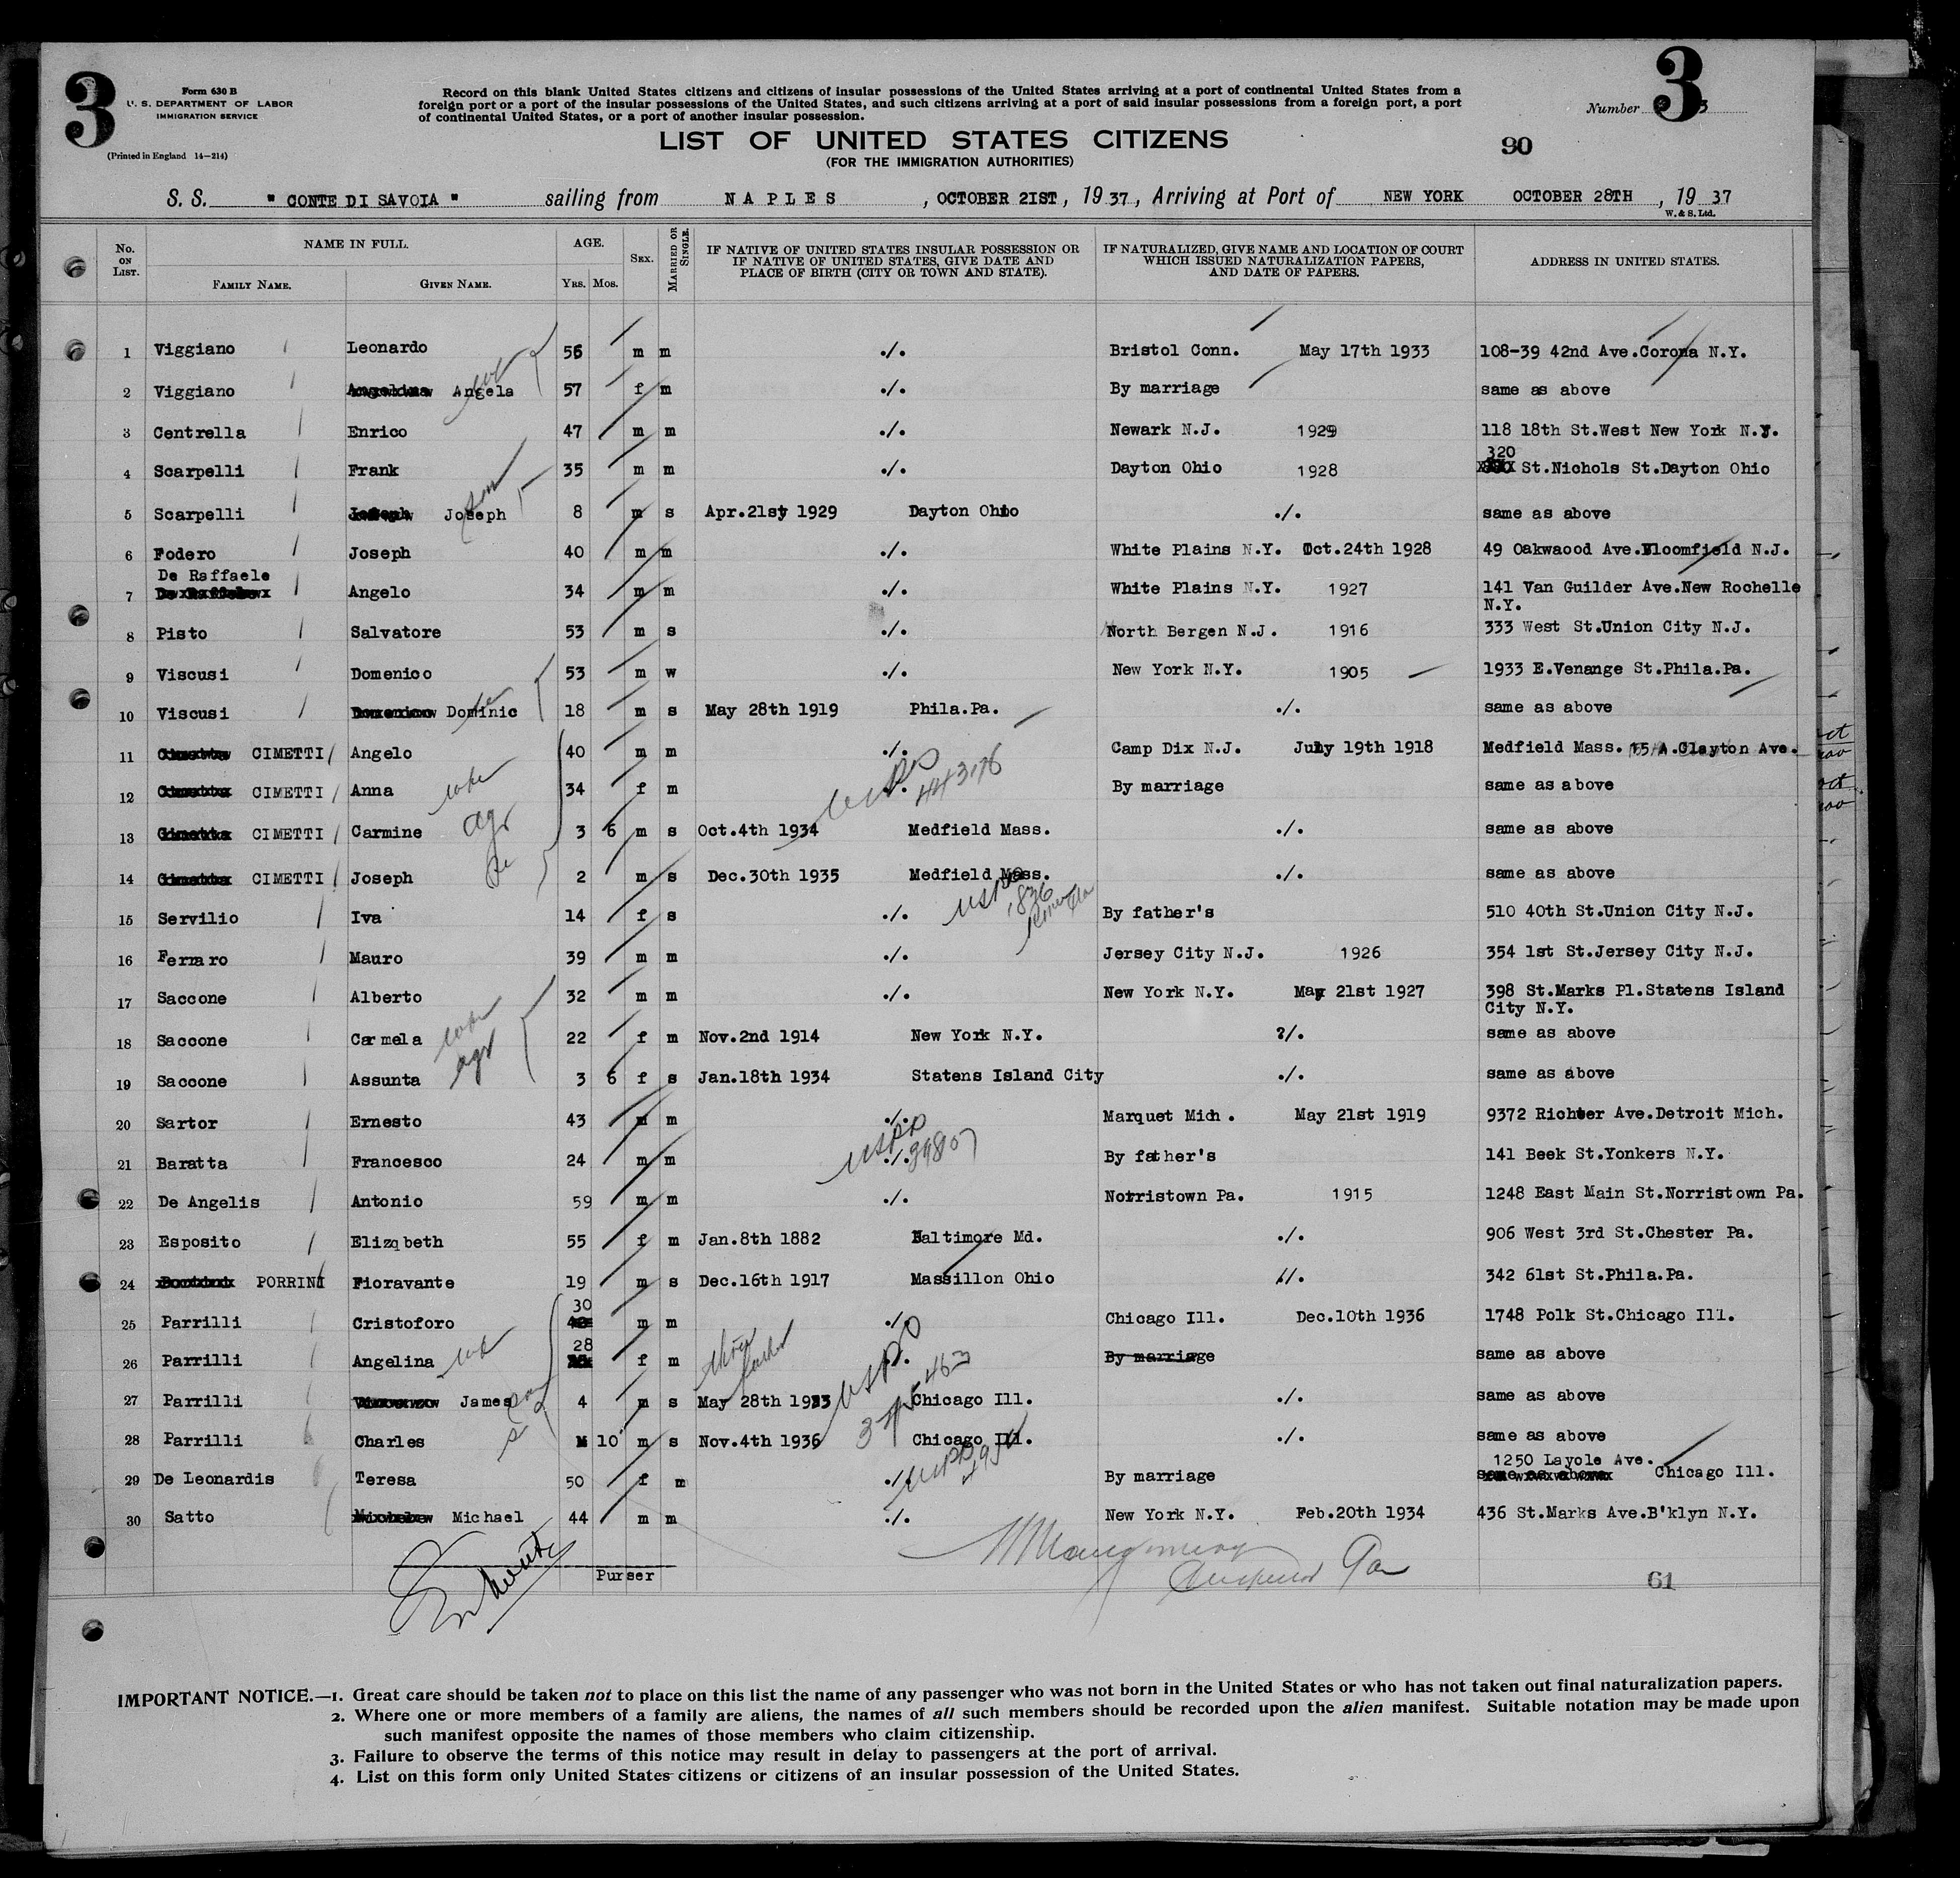 3
Form 630 B
U. S. DEPARTMENT OF LABOR
IMMIGRATION SERVICE
(Printed in England 14—214)
Record on this blank United States citizens and citizens of insular possessions of the United States arriving at a port of continental United States from a
foreign port or a port of the insular possessions of the United States, and such citizens arriving at a port of said insular possessions from a foreign port, a port
of continental United States, or a port of another insular possession.
LIST OF UNITED STATES CITIZENS
(FOR THE IMMIGRATION AUTHORITIES)
Number 3
3
90
S. S. " CONTE DI SAVOIA " sailing from NAPLES, OCTOBER 21ST, 1937, Arriving at Port of NEW YORK OCTOBER 28TH, 1937
W. & S. Ltd.
No. ON LIST. NAME IN FULL. FAMILY NAME. GIVEN NAME. AGE. YRS. MOS. SEX. MARRIED OR SINGLE. IF NATIVE OF UNITED STATES INSULAR POSSESSION OR IF NATIVE OF UNITED STATES, GIVE DATE AND PLACE OF BIRTH (CITY OR TOWN AND STATE). IF NATURALIZED, GIVE NAME AND LOCATION OF COURT WHICH ISSUED NATURALIZATION PAPERS, AND DATE OF PAPERS. ADDRESS IN UNITED STATES.
1 Viggiano Leonardo 56 m m ./. Bristol Conn. May 17th 1933 108-39 42nd Ave.Corona N.Y.
2 Viggiano Angela 57 f m ./. By marriage same as above
3 Centrella Enrico 47 m m ./. Newark N.J. 1929 118 18th St.West New York N.J.
4 Scarpelli Frank 35 m m ./. Dayton Ohio 1928 320 St.Nichols St.Dayton Ohio
5 Scarpelli Joseph Joseph 8 m s Apr.21st 1929 Dayton Ohio ./. same as above
6 Fodero Joseph 40 m m ./. White Plains N.Y. Oct.24th 1928 49 Oakwaood Ave.Bloomfield N.J.
7 De Raffaele Angelo 34 m m ./. White Plains N.Y. 1927 141 Van Guilder Ave.New Rochelle
N.Y.
8 Pisto Salvatore 53 m s ./. North Bergen N.J. 1916 333 West St.Union City N.J.
9 Viscusi Domenico 53 m w ./. New York N.Y. 1905 1933 E.Venange St.Phila.Pa.
10 Viscusi Dominic 18 m s May 28th 1919 Phila.Pa. ./. same as above
11 CIMETTI Angelo 40 m m ./. Camp Dix N.J. July 19th 1918 Medfield Mass. 15 A.Clayton Ave.
12 CIMETTI Anna 34 f m ./. By marriage same as above
13 CIMETTI Carmine 3 6 m s Oct.4th 1934 Medfield Mass. ./. same as above
14 CIMETTI Joseph 2 m s Dec.30th 1935 Medfield Mass. ./. same as above
15 Servilio Iva 14 f s ./. By father's 510 40th St.Union City N.J.
16 Ferraro Mauro 39 m m ./. Jersey City N.J. 1926 354 1st St.Jersey City N.J.
17 Saccone Alberto 32 m m ./. New York N.Y. May 21st 1927 398 St.Marks Pl.Statens Island
City N.Y.
18 Saccone Carmela 22 f m Nov.2nd 1914 New York N.Y. ?/. same as above
19 Saccone Assunta 3 6 f s Jan.18th 1934 Statens Island City ./. same as above
20 Sartor Ernesto 43 m m ./. Marquet Mich. May 21st 1919 9372 Richter Ave.Detroit Mich.
21 Baratta Francesco 24 m m ./. By father's 141 Beek St.Yonkers N.Y.
22 De Angelis Antonio 59 m m ./. Norristown Pa. 1915 1248 East Main St.Norristown Pa.
23 Esposito Elizqbeth 55 f m Jan.8th 1882 Baltimore Md. ./. 906 West 3rd St.Chester Pa.
24 PORRINI Fioravante 19 m s Dec.16th 1917 Massillon Ohio ./. 342 61st St.Phila.Pa.
25 Parrilli Cristoforo 30 m m ./. Chicago Ill. Dec.10th 1936 1748 Polk St.Chicago Ill.
26 Parrilli Angelina 28 f m ./. By marriage same as above
27 Parrilli James 4 m s May 28th 1933 Chicago Ill. ./. same as above
28 Parrilli Charles 10 m s Nov.4th 1936 Chicago Ill. ./. same as above
29 De Leonardis Teresa 50 f m ./. By marriage 1250 Layole Ave. same as above Chicago Ill.
30 Satto Michael 44 m m ./. New York N.Y. Feb.20th 1934 436 St.Marks Ave.B'klyn N.Y.
Purser
61
IMPORTANT NOTICE.—1. Great care should be taken not to place on this list the name of any passenger who was not born in the United States or who has not taken out final naturalization papers.
2. Where one or more members of a family are aliens, the names of all such members should be recorded upon the alien manifest. Suitable notation may be made upon
such manifest opposite the names of those members who claim citizenship.
3. Failure to observe the terms of this notice may result in delay to passengers at the port of arrival.
4. List on this form only United States citizens or citizens of an insular possession of the United States.